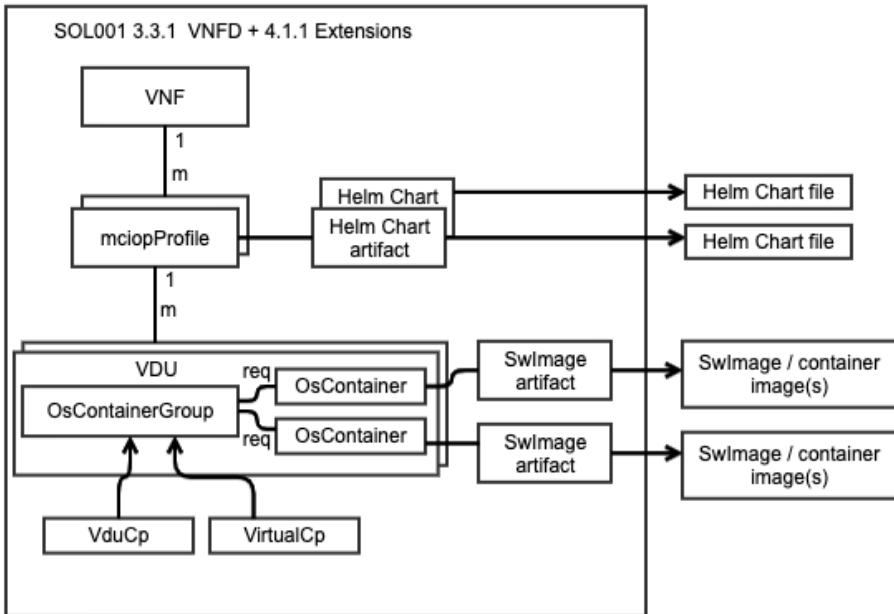 SOL001 3.3.1 VNFD + 4.1.1 Extensions
VNF
1
m
Helm Chart
Helm Chart file
mciopProfile
Helm Chart
artifact
Helm Chart file
1
m
VDU
req
OsContainer
SwImage
artifact
SwImage / container
image(s)
OsContainerGroup
req
OsContainer
SwImage
artifact
SwImage / container
image(s)
VduCp
VirtualCp